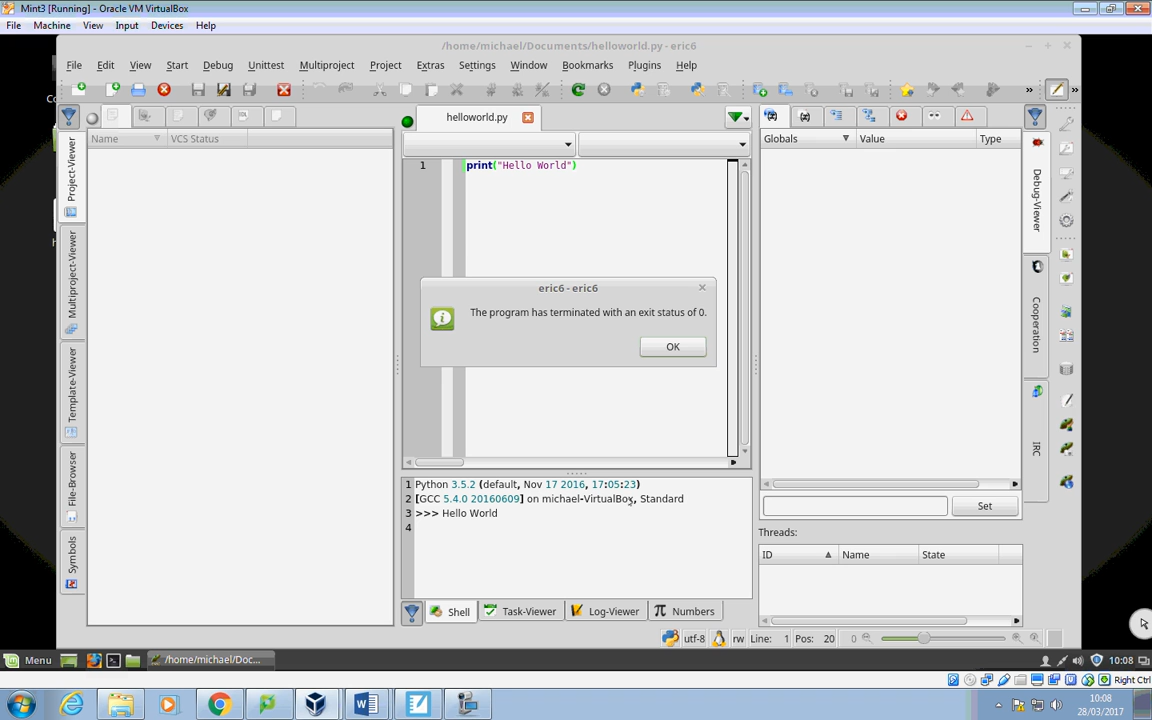 Mint3 [Running] - Oracle VM VirtualBox
File Machine View Input Devices Help
/home/michael/Documents/helloworld.py - eric6
File Edit View Start Debug Unittest Multiproject Project Extras Settings Window Bookmarks Plugins Help
helloworld.py
Name VCS Status
Globals Value Type
1 print("Hello World")
Project-Viewer
Multiproject-Viewer
Template-Viewer
File-Browser
Symbols
Debug-Viewer
Cooperation
IRC
eric6 - eric6
The program has terminated with an exit status of 0.
OK
1 Python 3.5.2 (default, Nov 17 2016, 17:05:23)
2 [GCC 5.4.0 20160609] on michael-VirtualBox, Standard
3 >>> Hello World
4
Set
Threads:
ID Name State
Shell Task-Viewer Log-Viewer Numbers
utf-8 rw Line: 1 Pos: 20 0
Menu /home/michael/Doc... 10:08
Right Ctrl
10:08
28/03/2017